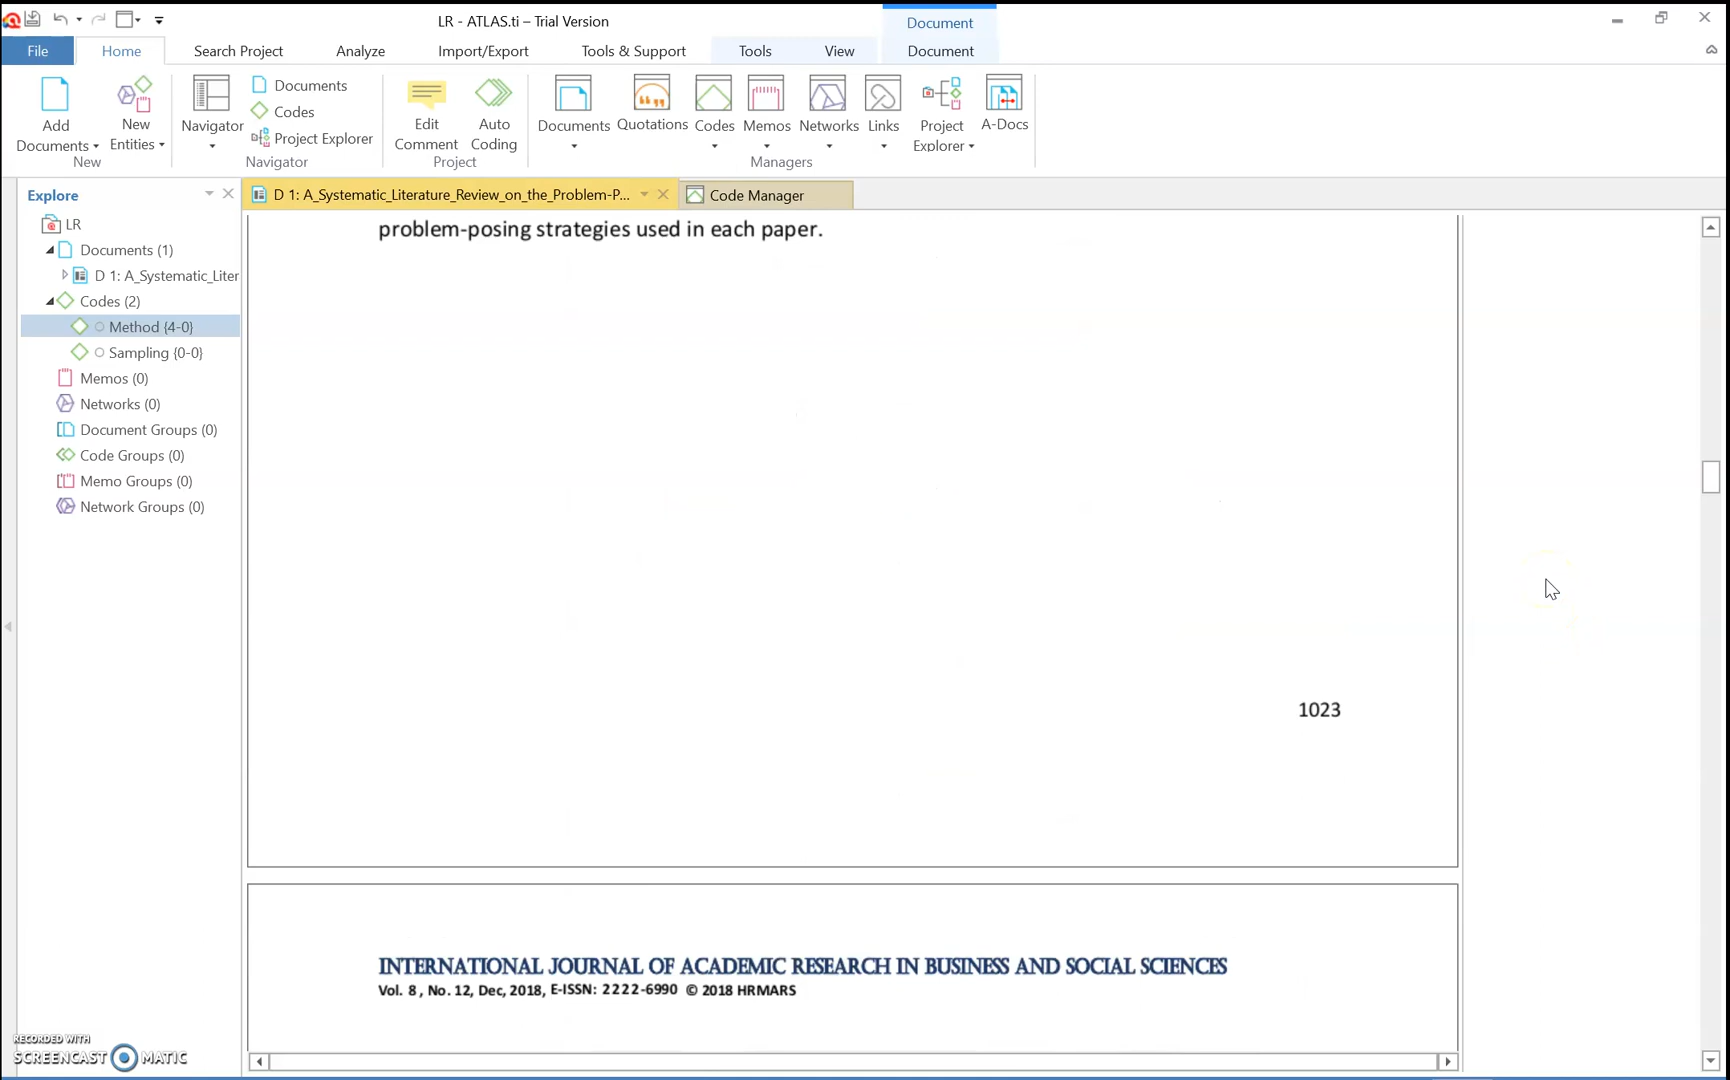 LR - ATLAS.ti – Trial Version
Document
File
Home
Search Project
Analyze
Import/Export
Tools & Support
Tools
View
Document
Add Documents
New Entities
New
Navigator
Documents
Codes
Project Explorer
Navigator
Edit Comment
Auto Coding
Project
Documents
Quotations
Codes
Memos
Networks
Links
Project Explorer
A-Docs
Managers
Explore
D 1: A_Systematic_Literature_Review_on_the_Problem-P...
Code Manager
LR
Documents (1)
D 1: A_Systematic_Liter
Codes (2)
Method {4-0}
Sampling {0-0}
Memos (0)
Networks (0)
Document Groups (0)
Code Groups (0)
Memo Groups (0)
Network Groups (0)
problem-posing strategies used in each paper.
1023
INTERNATIONAL JOURNAL OF ACADEMIC RESEARCH IN BUSINESS AND SOCIAL SCIENCES
Vol. 8 , No. 12, Dec, 2018, E-ISSN: 2222-6990 © 2018 HRMARS
RECORDED WITH
SCREENCAST MATIC